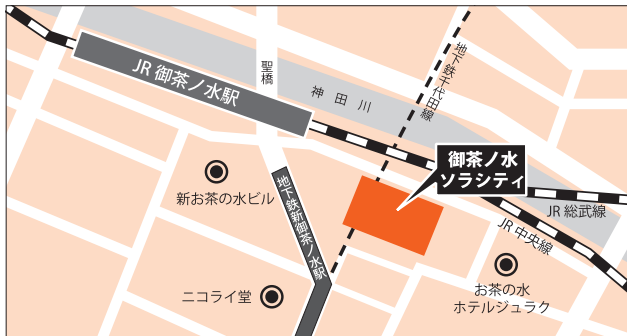 JR 御茶ノ水駅
聖橋
神田川
地下鉄千代田線
御茶ノ水
ソラシティ
新お茶の水ビル
地下鉄新御茶ノ水駅
JR 総武線
JR 中央線
ニコライ堂
お茶の水
ホテルジュラク